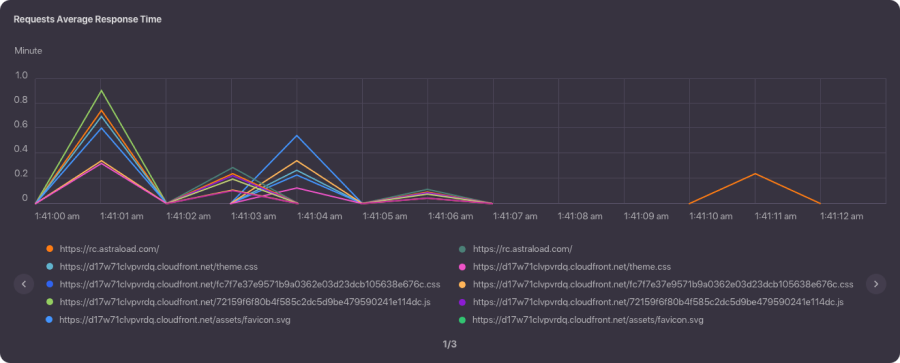 Requests Average Response Time
Minute
1.0
0.8
0.6
0.4
0.2
0
1:41:00 am 1:41:01 am 1:41:02 am 1:41:03 am 1:41:04 am 1:41:05 am 1:41:06 am 1:41:07 am 1:41:08 am 1:41:09 am 1:41:10 am 1:41:11 am 1:41:12 am
https://rc.astraload.com/ https://rc.astraload.com/
https://d17w71clvpvrdq.cloudfront.net/theme.css https://d17w71clvpvrdq.cloudfront.net/theme.css
https://d17w71clvpvrdq.cloudfront.net/fc7f7e37e9571b9a0362e03d23dcb105638e676c.css https://d17w71clvpvrdq.cloudfront.net/fc7f7e37e9571b9a0362e03d23dcb105638e676c.css
https://d17w71clvpvrdq.cloudfront.net/72159f6f80b4f585c2dc5d9be479590241e114dc.js https://d17w71clvpvrdq.cloudfront.net/72159f6f80b4f585c2dc5d9be479590241e114dc.js
https://d17w71clvpvrdq.cloudfront.net/assets/favicon.svg https://d17w71clvpvrdq.cloudfront.net/assets/favicon.svg
1/3